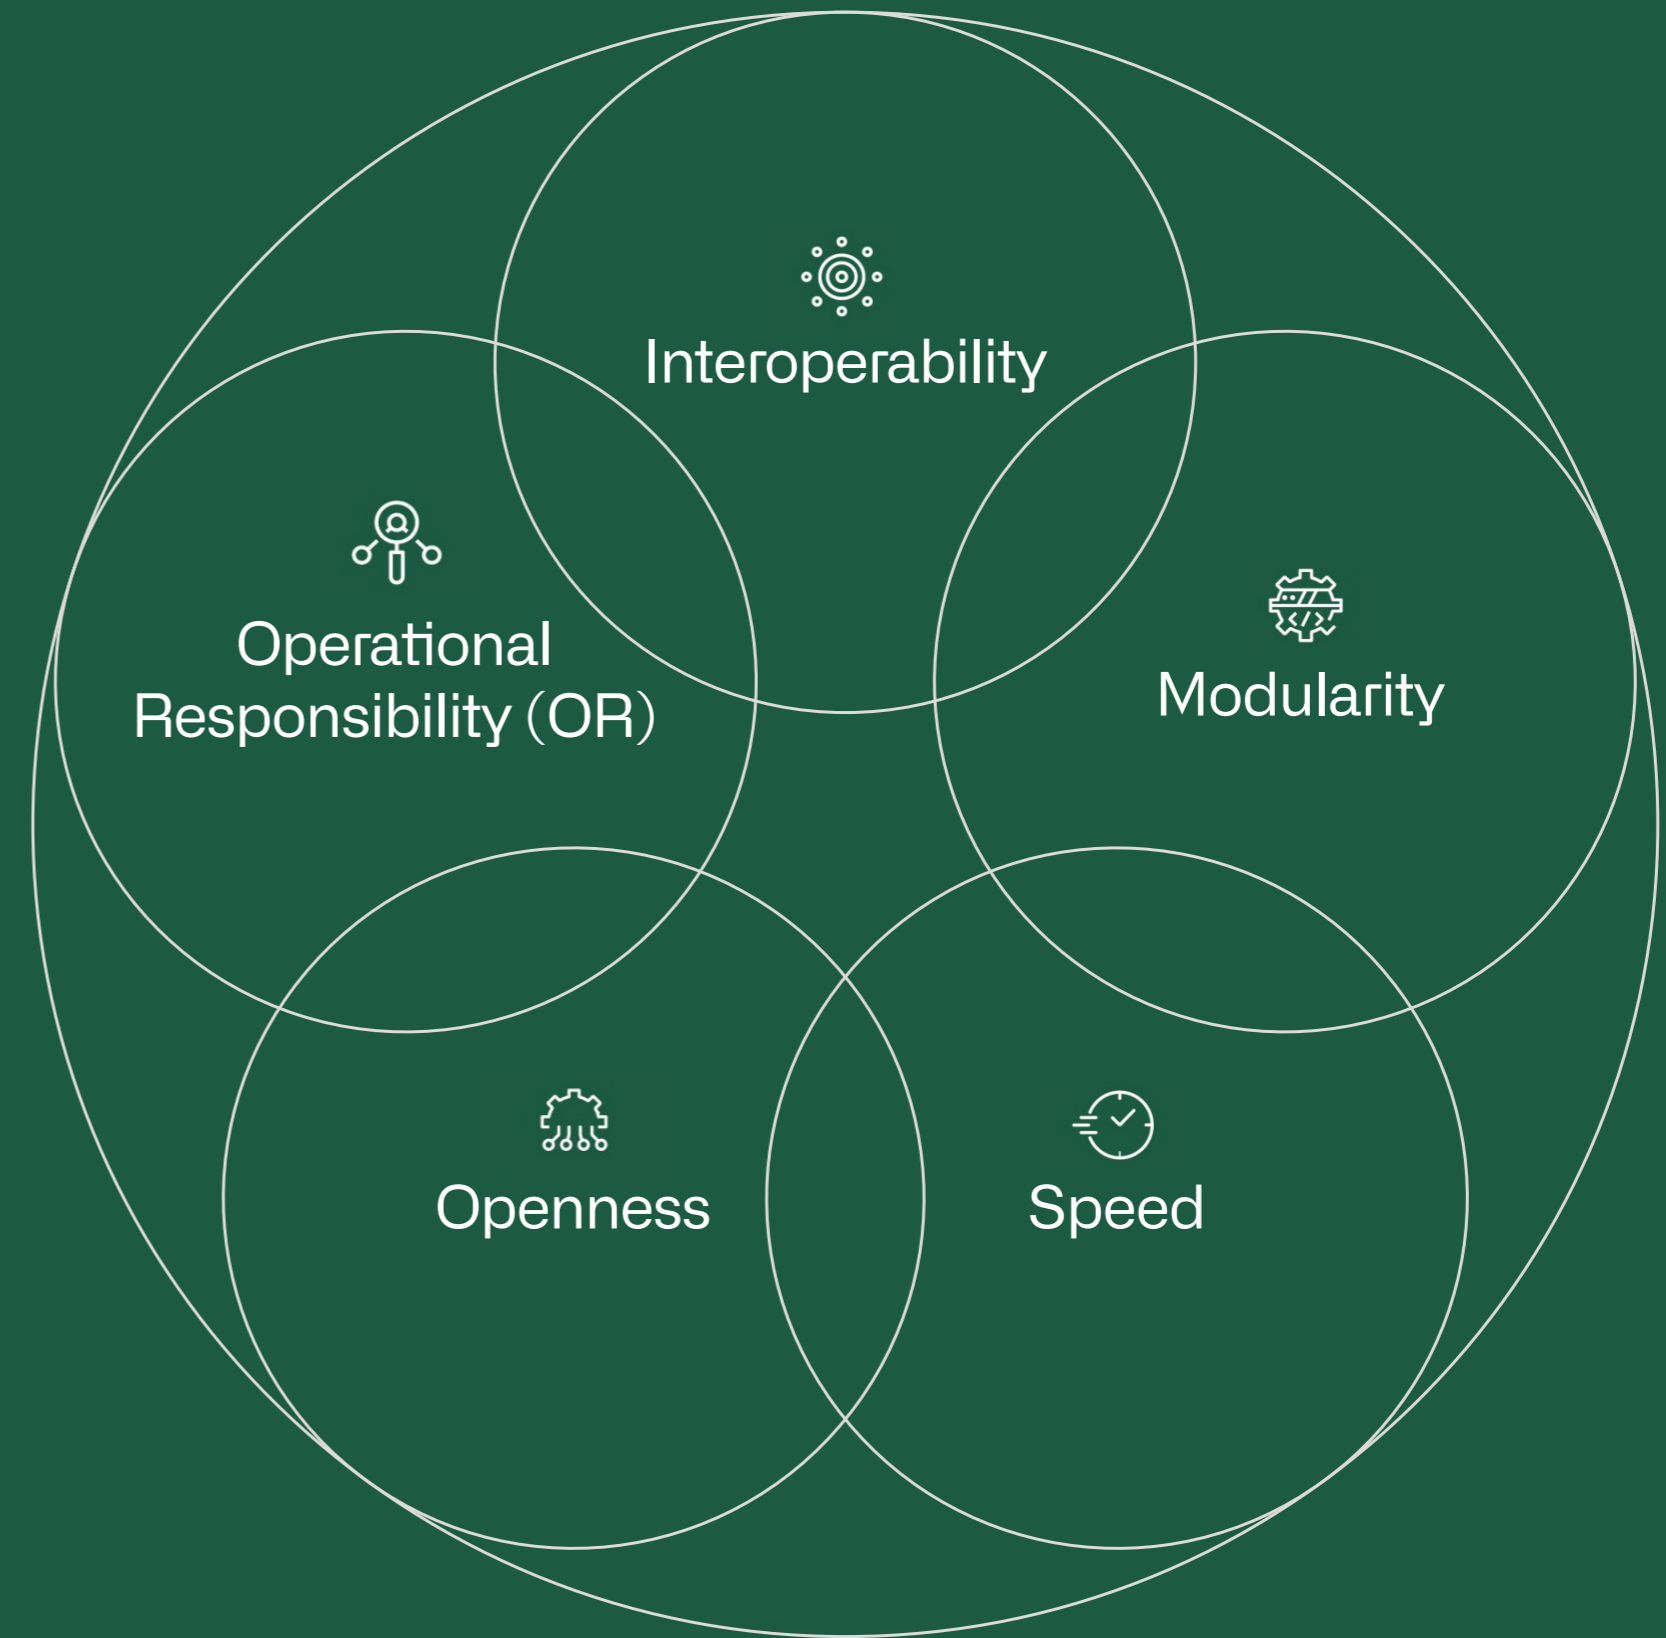 Interoperability
Operational
Responsibility (OR)
Modularity
Openness
Speed